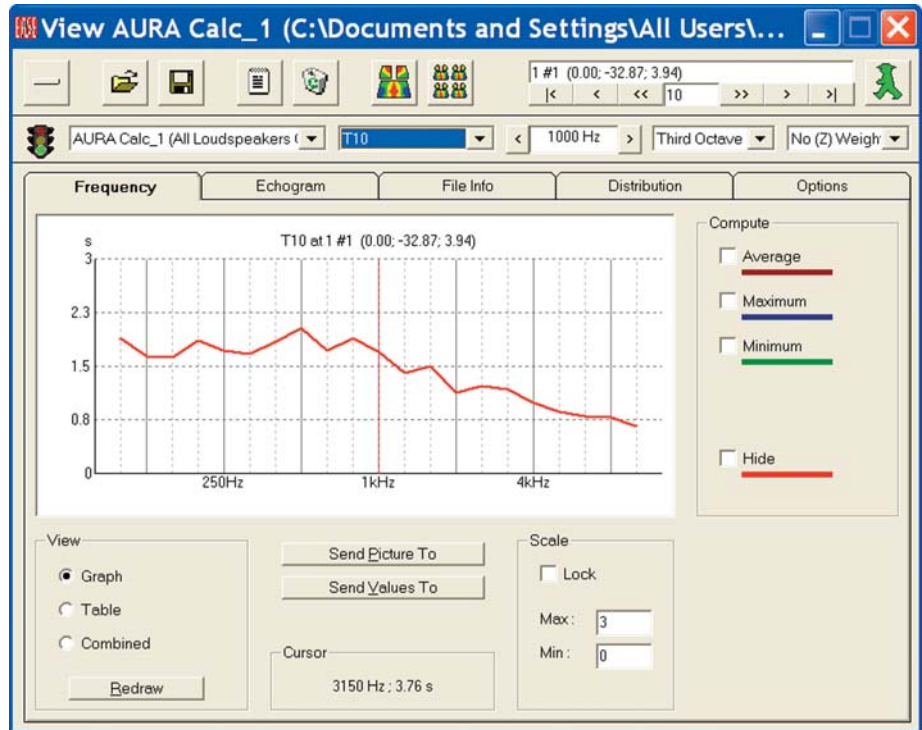 EASE View AURA Calc_1 (C:\Documents and Settings\All Users\...
1 #1 (0.00; -32.87; 3.94)
|< < << 10 >> > >|
AURA Calc_1 (All Loudspeakers ( T10 < 1000 Hz > Third Octave No (Z) Weigh
Frequency Echogram File Info Distribution Options
s T10 at 1 #1 (0.00; -32.87; 3.94)
3
2.3
1.5
0.8
0
250Hz 1kHz 4kHz
Compute
Average
Maximum
Minimum
Hide
View
Graph
Table
Combined
Redraw
Send Picture To
Send Values To
Cursor
3150 Hz ; 3.76 s
Scale
Lock
Max : 3
Min : 0